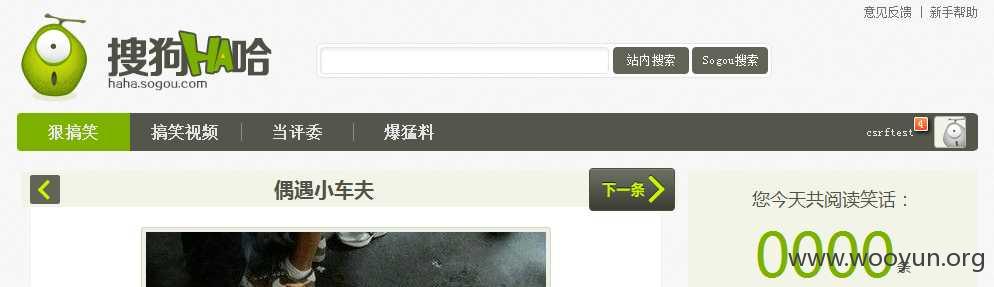 意见反馈 | 新手帮助
搜狗HA哈
haha.sogou.com
站内搜索 Sogou搜索
狠搞笑 搞笑视频 当评委 爆猛料 csrftest 4
偶遇小车夫 下一条
您今天共阅读笑话：
0000条
www.wooyun.org